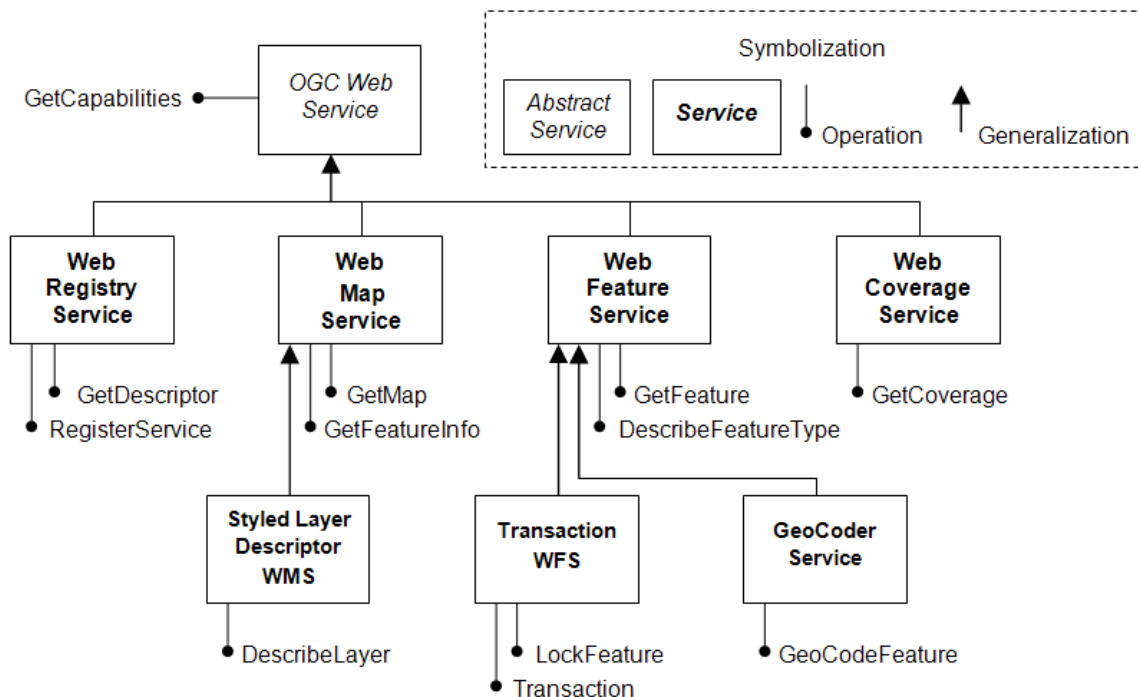 Symbolization
OGC Web
Service
GetCapabilities
Abstract
Service
Service
Operation
Generalization
Web
Registry
Service
Web
Map
Service
Web
Feature
Service
Web
Coverage
Service
GetDescriptor
RegisterService
GetMap
GetFeatureInfo
GetFeature
DescribeFeatureType
GetCoverage
Styled Layer
Descriptor
WMS
Transaction
WFS
GeoCoder
Service
DescribeLayer
LockFeature
Transaction
GeoCodeFeature